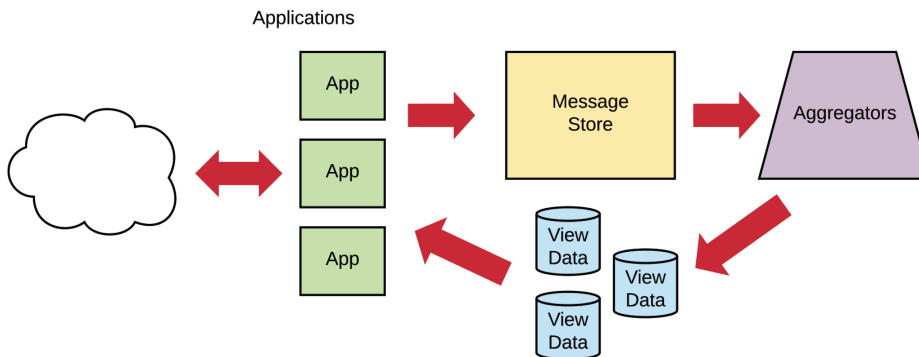 Applications
App
App
App
Message
Store
Aggregators
View
Data
View
Data
View
Data